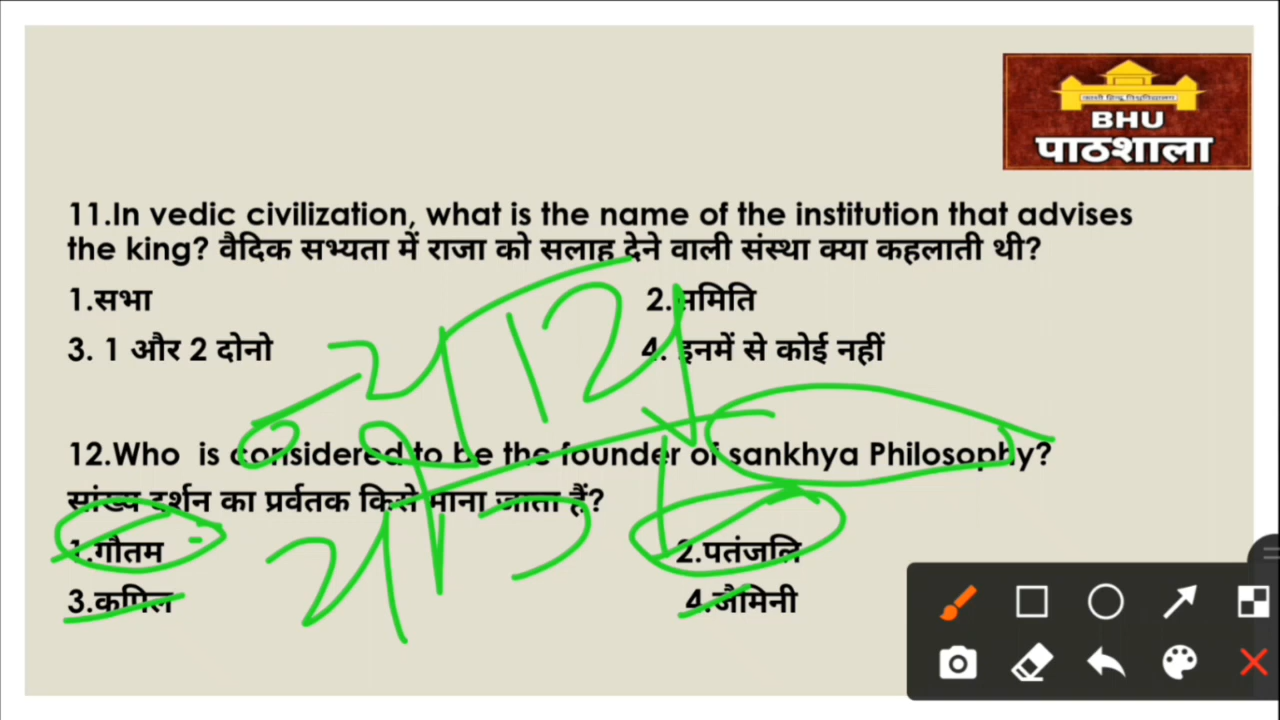 BHU
पाठशाला
11.In vedic civilization, what is the name of the institution that advises
the king? वैदिक सभ्यता में राजा को सलाह देने वाली संस्था क्या कहलाती थी?
1.सभा 2.समिति
3. 1 और 2 दोनो 4. इनमें से कोई नहीं
12.Who is considered to be the founder of sankhya Philosophy?
सांख्य दर्शन का प्रर्वतक किसे माना जाता हैं?
1.गौतम 2.पतंजलि
3.कपिल 4.जैमिनी